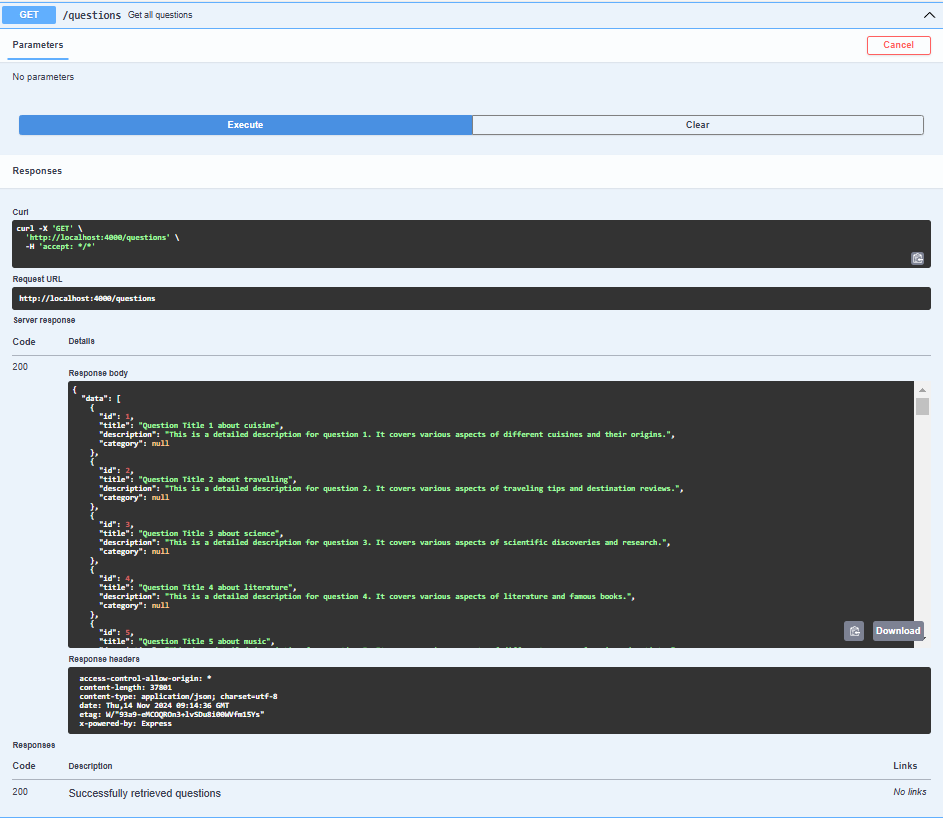 GET /questions Get all questions
Parameters
Cancel
No parameters
Execute
Clear
Responses
Curl
curl -X 'GET' \
'http://localhost:4000/questions' \
-H 'accept: */*'
Request URL
http://localhost:4000/questions
Server response
Code Details
200
Response body
{
"data": [
{
"id": 1,
"title": "Question Title 1 about cuisine",
"description": "This is a detailed description for question 1. It covers various aspects of different cuisines and their origins.",
"category": null
},
{
"id": 2,
"title": "Question Title 2 about travelling",
"description": "This is a detailed description for question 2. It covers various aspects of traveling tips and destination reviews.",
"category": null
},
{
"id": 3,
"title": "Question Title 3 about science",
"description": "This is a detailed description for question 3. It covers various aspects of scientific discoveries and research.",
"category": null
},
{
"id": 4,
"title": "Question Title 4 about literature",
"description": "This is a detailed description for question 4. It covers various aspects of literature and famous books.",
"category": null
},
{
"id": 5,
"title": "Question Title 5 about music",
Download
Response headers
access-control-allow-origin: *
content-length: 37801
content-type: application/json; charset=utf-8
date: Thu,14 Nov 2024 09:14:36 GMT
x-powered-by: Express
Responses
Code Description Links
200 Successfully retrieved questions No links